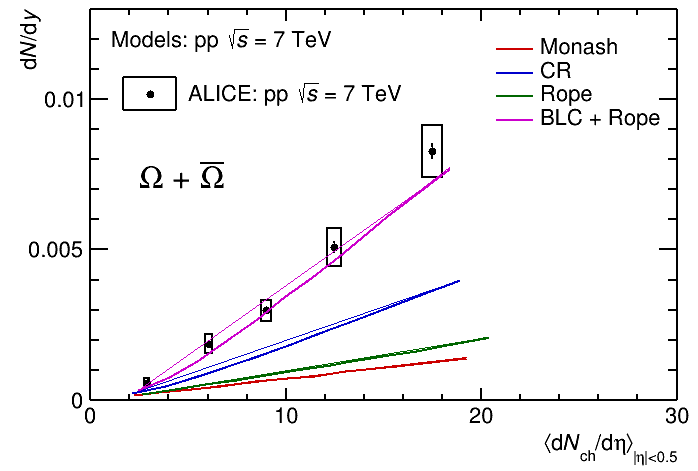 dN/dy
Models: pp √s = 7 TeV
ALICE: pp √s = 7 TeV
Monash
CR
Rope
BLC + Rope
Ω + Ω̅
0.01
0.005
0
0 10 20 30
⟨dN_ch/dη⟩_|η|<0.5